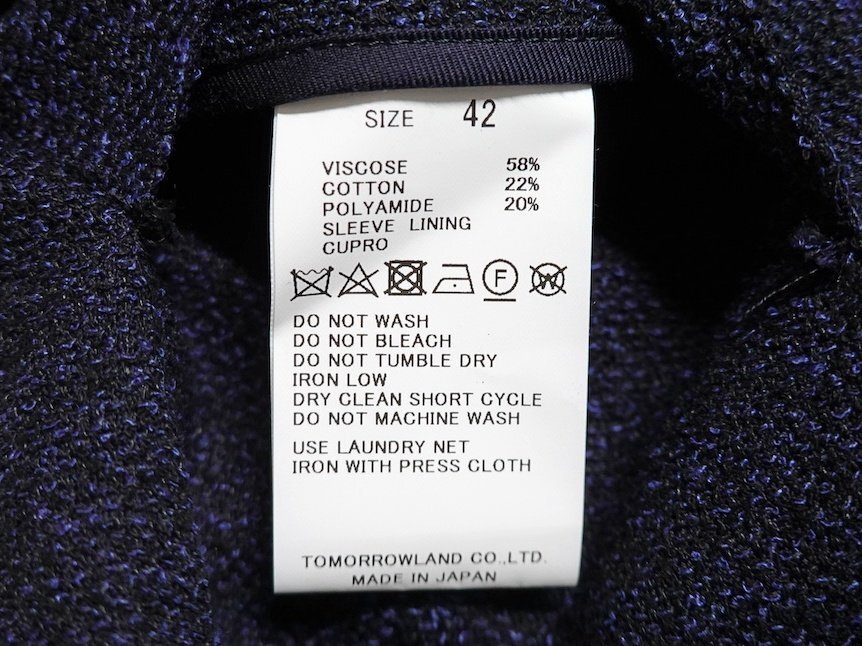 SIZE 42
VISCOSE 58%
COTTON 22%
POLYAMIDE 20%
SLEEVE LINING
CUPRO
F W
DO NOT WASH
DO NOT BLEACH
DO NOT TUMBLE DRY
IRON LOW
DRY CLEAN SHORT CYCLE
DO NOT MACHINE WASH
USE LAUNDRY NET
IRON WITH PRESS CLOTH
TOMORROWLAND CO.,LTD.
MADE IN JAPAN